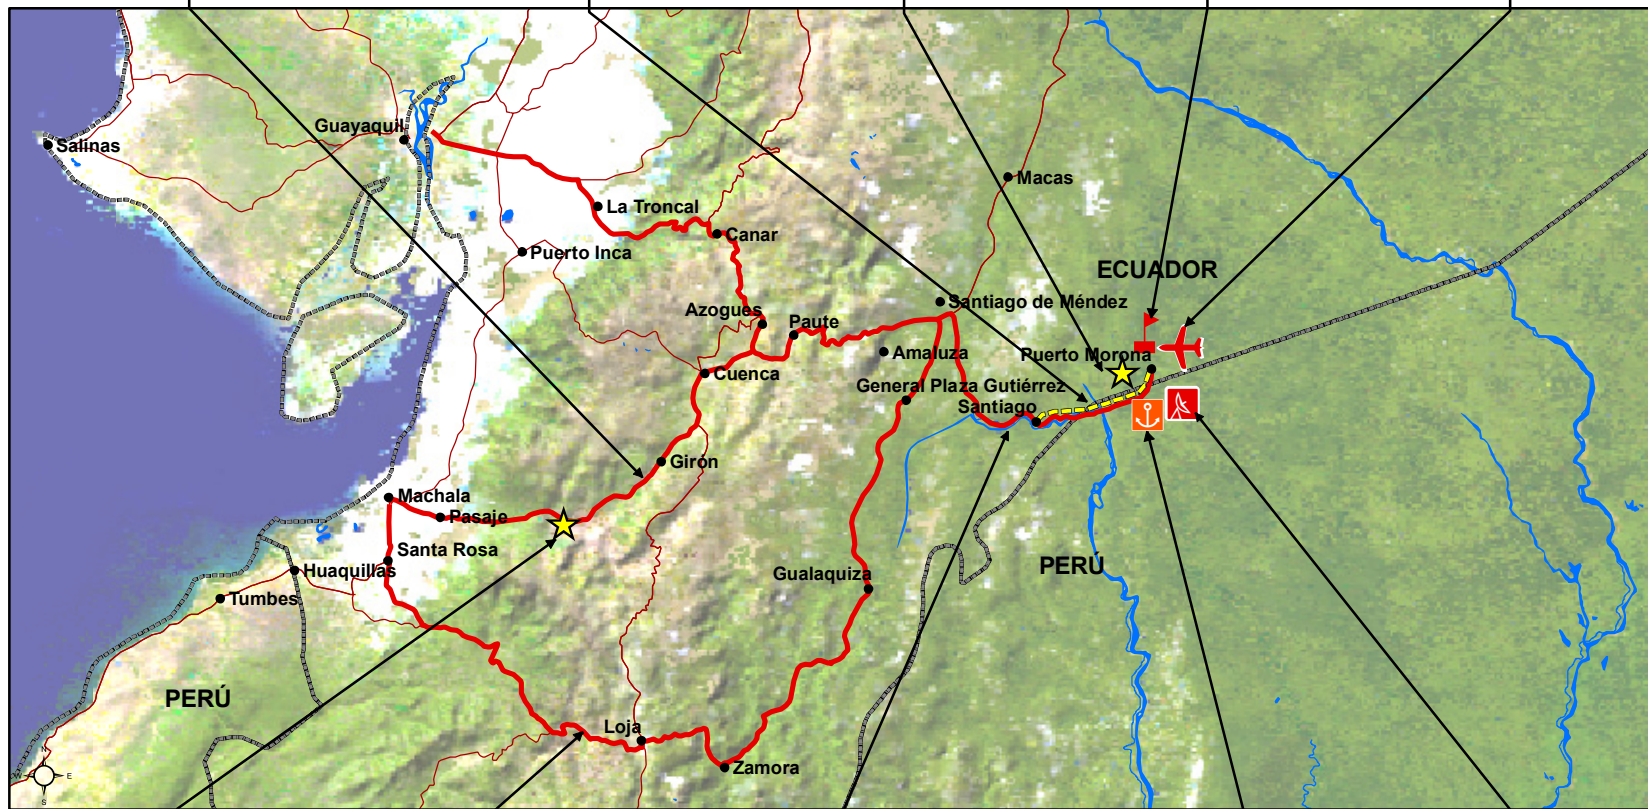 Guayaquil
Salinas
Macas
La Troncal
Canar
Puerto Inca
ECUADOR
Santiago de Méndez
Azogues
Paute
Amaluza
Puerto Morona
Cuenca
General Plaza Gutiérrez
Santiago
Girón
Machala
Pasaje
Santa Rosa
Huaquillas
PERÚ
Gualaquiza
Tumbes
PERÚ
Loja
Zamora
N
W
E
S